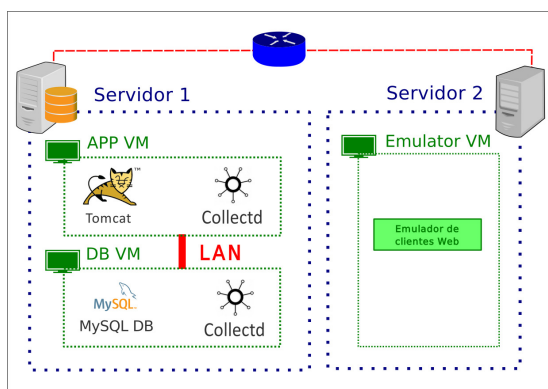 Servidor 1
Servidor 2
APP VM
Emulator VM
TM
Tomcat
Collectd
Emulador de
clientes Web
LAN
DB VM
MySQL
MySQL DB
Collectd